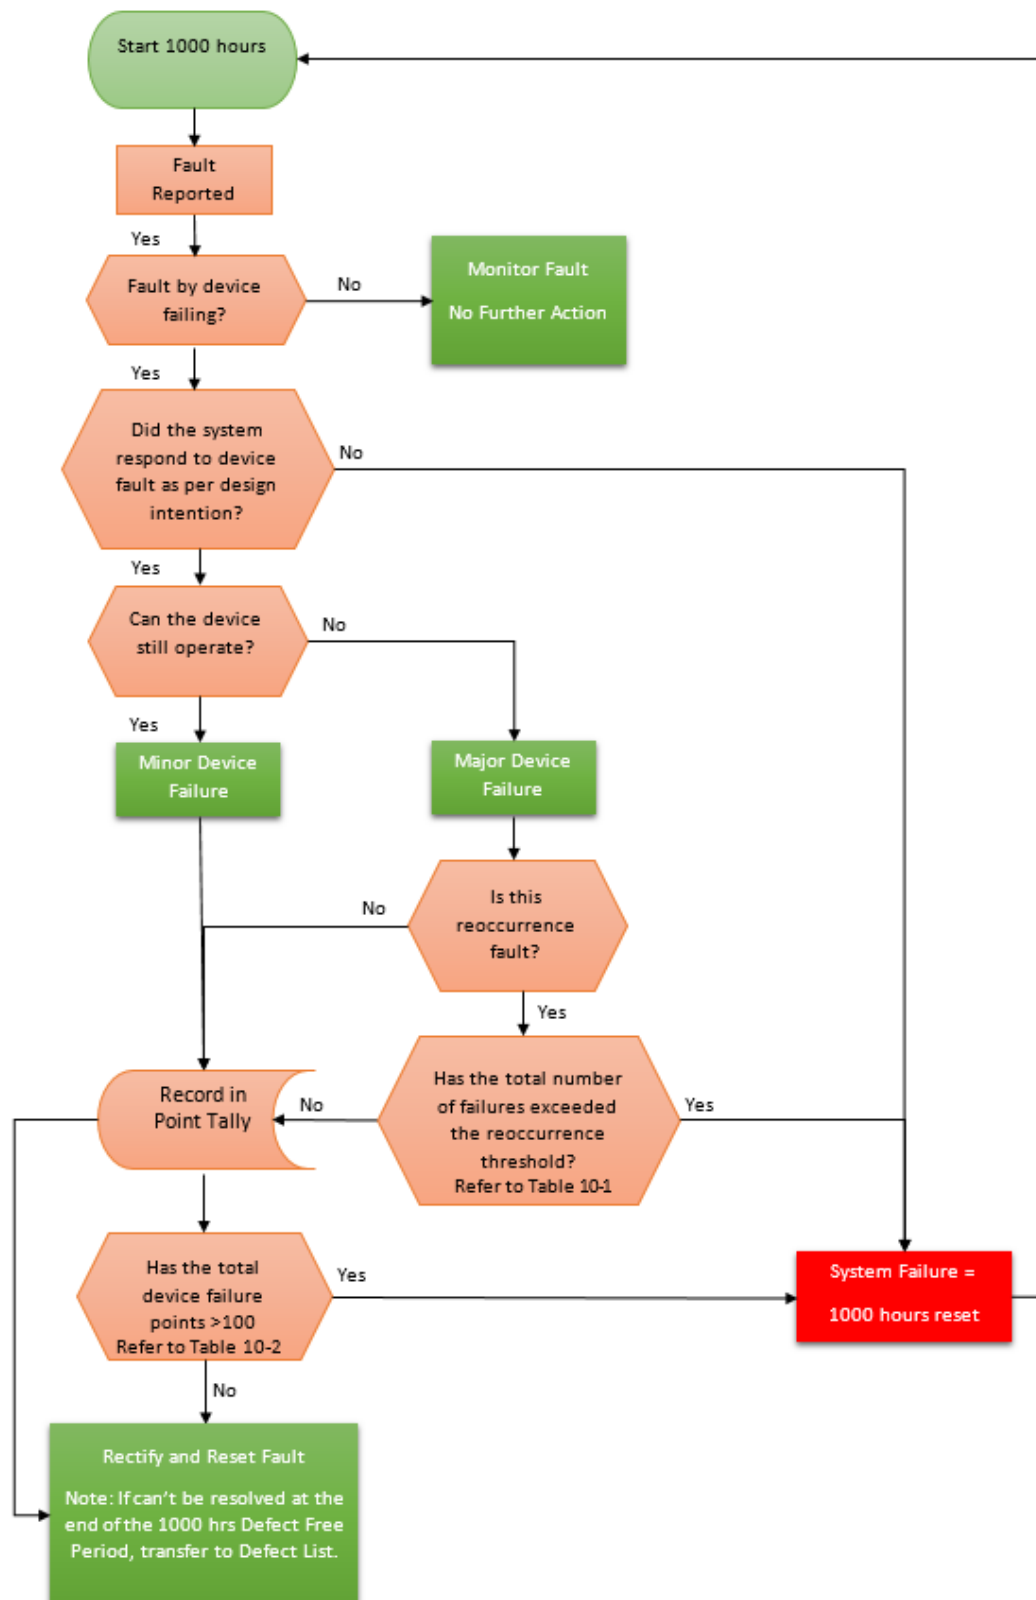 Start 1000 hours
Fault
Reported
Yes
Fault by device
failing?
No
Monitor Fault
No Further Action
Yes
Did the system
respond to device
fault as per design
intention?
No
Yes
Can the device
still operate?
No
Yes
Minor Device
Failure
Major Device
Failure
Is this
reoccurrence
fault?
No
Yes
Has the total number
of failures exceeded
the reoccurrence
threshold?
Refer to Table 10-1
No
Yes
Record in
Point Tally
Has the total
device failure
points >100
Refer to Table 10-2
Yes
No
System Failure =
1000 hours reset
Rectify and Reset Fault
Note: If can't be resolved at the
end of the 1000 hrs Defect Free
Period, transfer to Defect List.